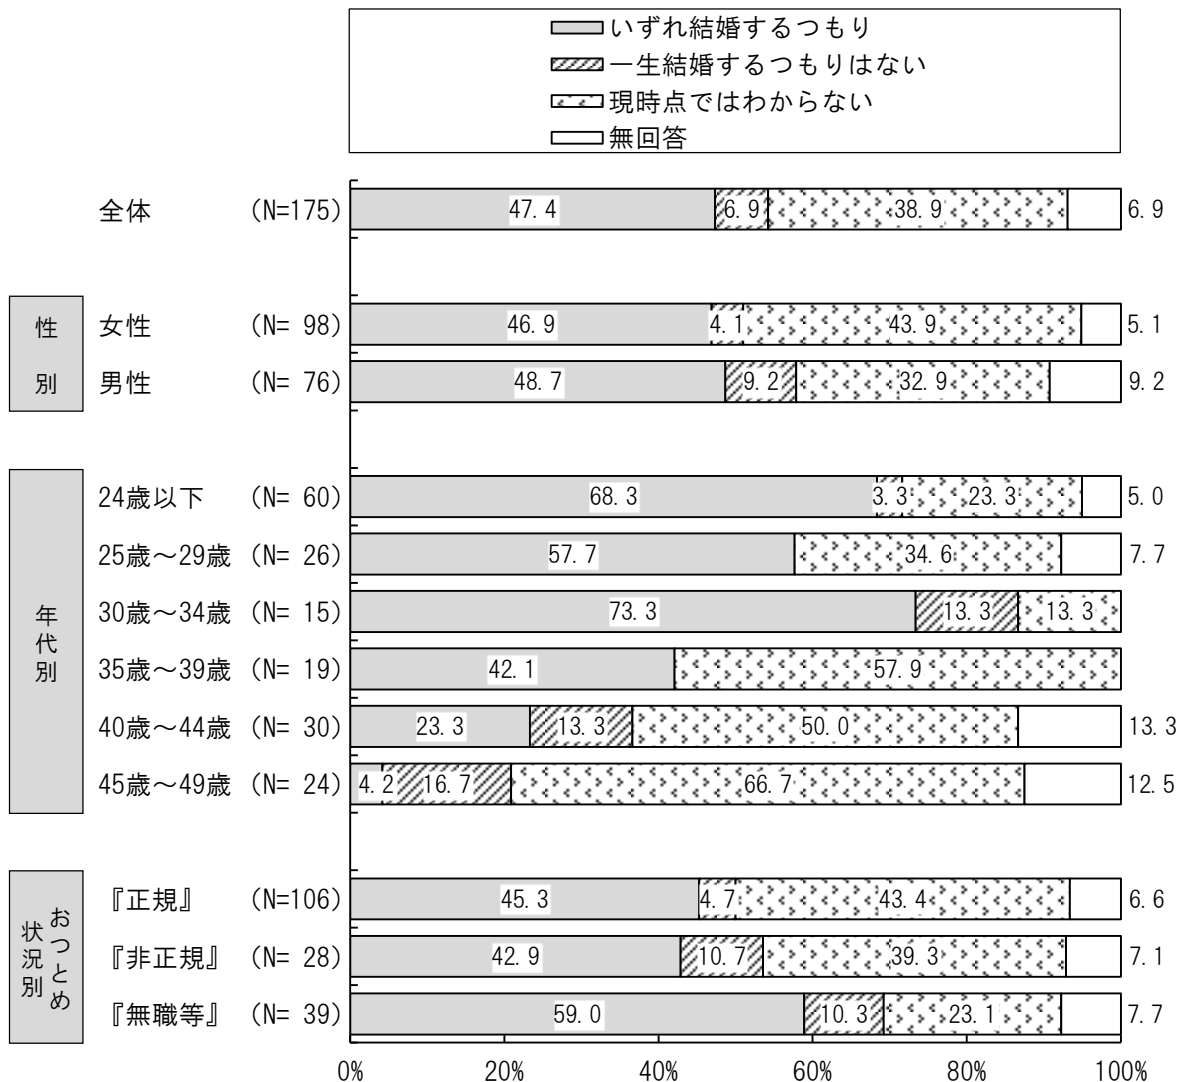 いずれ結婚するつもり
一生結婚するつもりはない
現時点ではわからない
無回答
全体 (N=175) 47.4 6.9 38.9 6.9
性別
女性 (N= 98) 46.9 4.1 43.9 5.1
男性 (N= 76) 48.7 9.2 32.9 9.2
年代別
24歳以下 (N= 60) 68.3 3.3 23.3 5.0
25歳～29歳 (N= 26) 57.7 34.6 7.7
30歳～34歳 (N= 15) 73.3 13.3 13.3
35歳～39歳 (N= 19) 42.1 57.9
40歳～44歳 (N= 30) 23.3 13.3 50.0 13.3
45歳～49歳 (N= 24) 4.2 16.7 66.7 12.5
おつとめ
状況別
『正規』 (N=106) 45.3 4.7 43.4 6.6
『非正規』 (N= 28) 42.9 10.7 39.3 7.1
『無職等』 (N= 39) 59.0 10.3 23.1 7.7
0% 20% 40% 60% 80% 100%